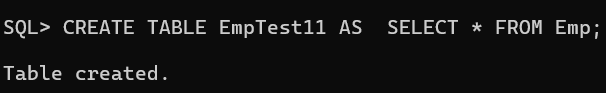 SQL> CREATE TABLE EmpTest11 AS  SELECT * FROM Emp;
Table created.